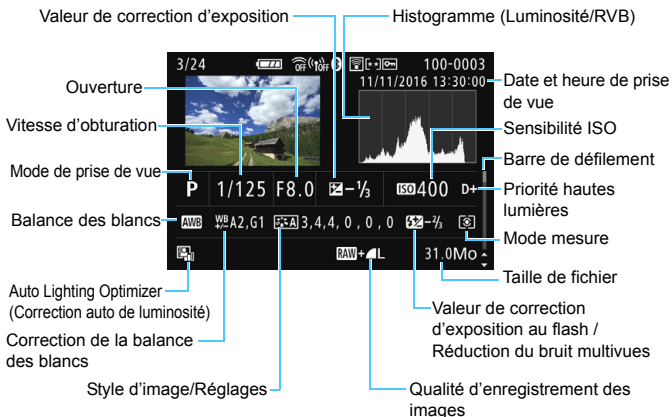 Valeur de correction d'exposition
Histogramme (Luminosité/RVB)
3/24
OFF
OFF
100-0003
11/11/2016 13:30:00
Ouverture
Date et heure de prise
de vue
Vitesse d'obturation
Sensibilité ISO
Mode de prise de vue
Barre de défilement
P 1/125 F8.0 -1/3 ISO 400 D+
Priorité hautes
lumières
Balance des blancs
AWB WB+/- A2,G1 A 3,4,4, 0 , 0 , 0 -2/3
Mode mesure
RAW+ L 31.0Mo
Taille de fichier
Auto Lighting Optimizer
(Correction auto de luminosité)
Valeur de correction
d'exposition au flash /
Réduction du bruit multivues
Correction de la balance
des blancs
Style d'image/Réglages
Qualité d'enregistrement des
images